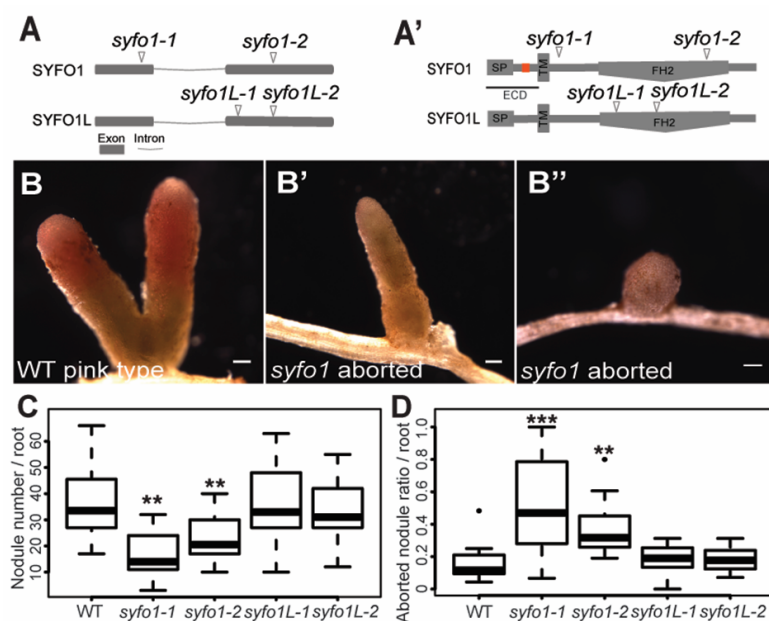 A
syfo1-1 syfo1-2
SYFO1
syfo1L-1 syfo1L-2
SYFO1L
Exon Intron
A'
syfo1-1 syfo1-2
SYFO1 SP TM FH2
ECD
syfo1L-1 syfo1L-2
SYFO1L SP TM FH2
B
WT pink type
B'
syfo1 aborted
B"
syfo1 aborted
C
Nodule number / root
60
50
40
30
20
10
** **
WT syfo1-1 syfo1-2 syfo1L-1 syfo1L-2
D
Aborted nodule ratio / root
1.0
0.8
0.6
0.4
0.2
0
*** **
WT syfo1-1 syfo1-2 syfo1L-1 syfo1L-2